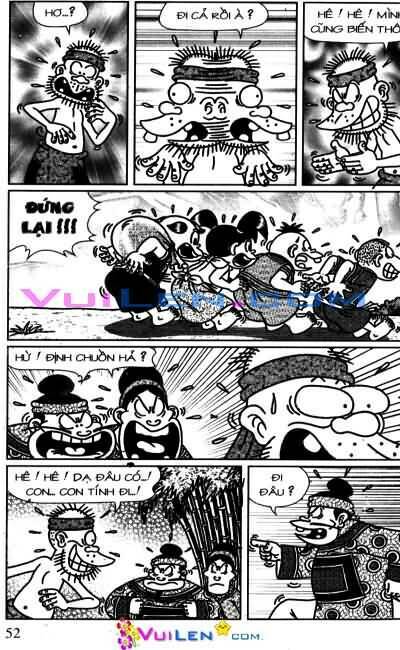 HƠ...?
ĐI CẢ RỒI À?
HÊ! HÊ! MÌNH
CŨNG BIẾN THÔ
ĐỨNG
LẠI!!!
VUILEN.COM
HỪ! ĐỊNH CHUỒN HẢ?
HÊ! HÊ! DẠ ĐÂU CÓ..!
CON... CON TÍNH ĐI..!
ĐI
ĐÂU?
52
VUILEN.COM